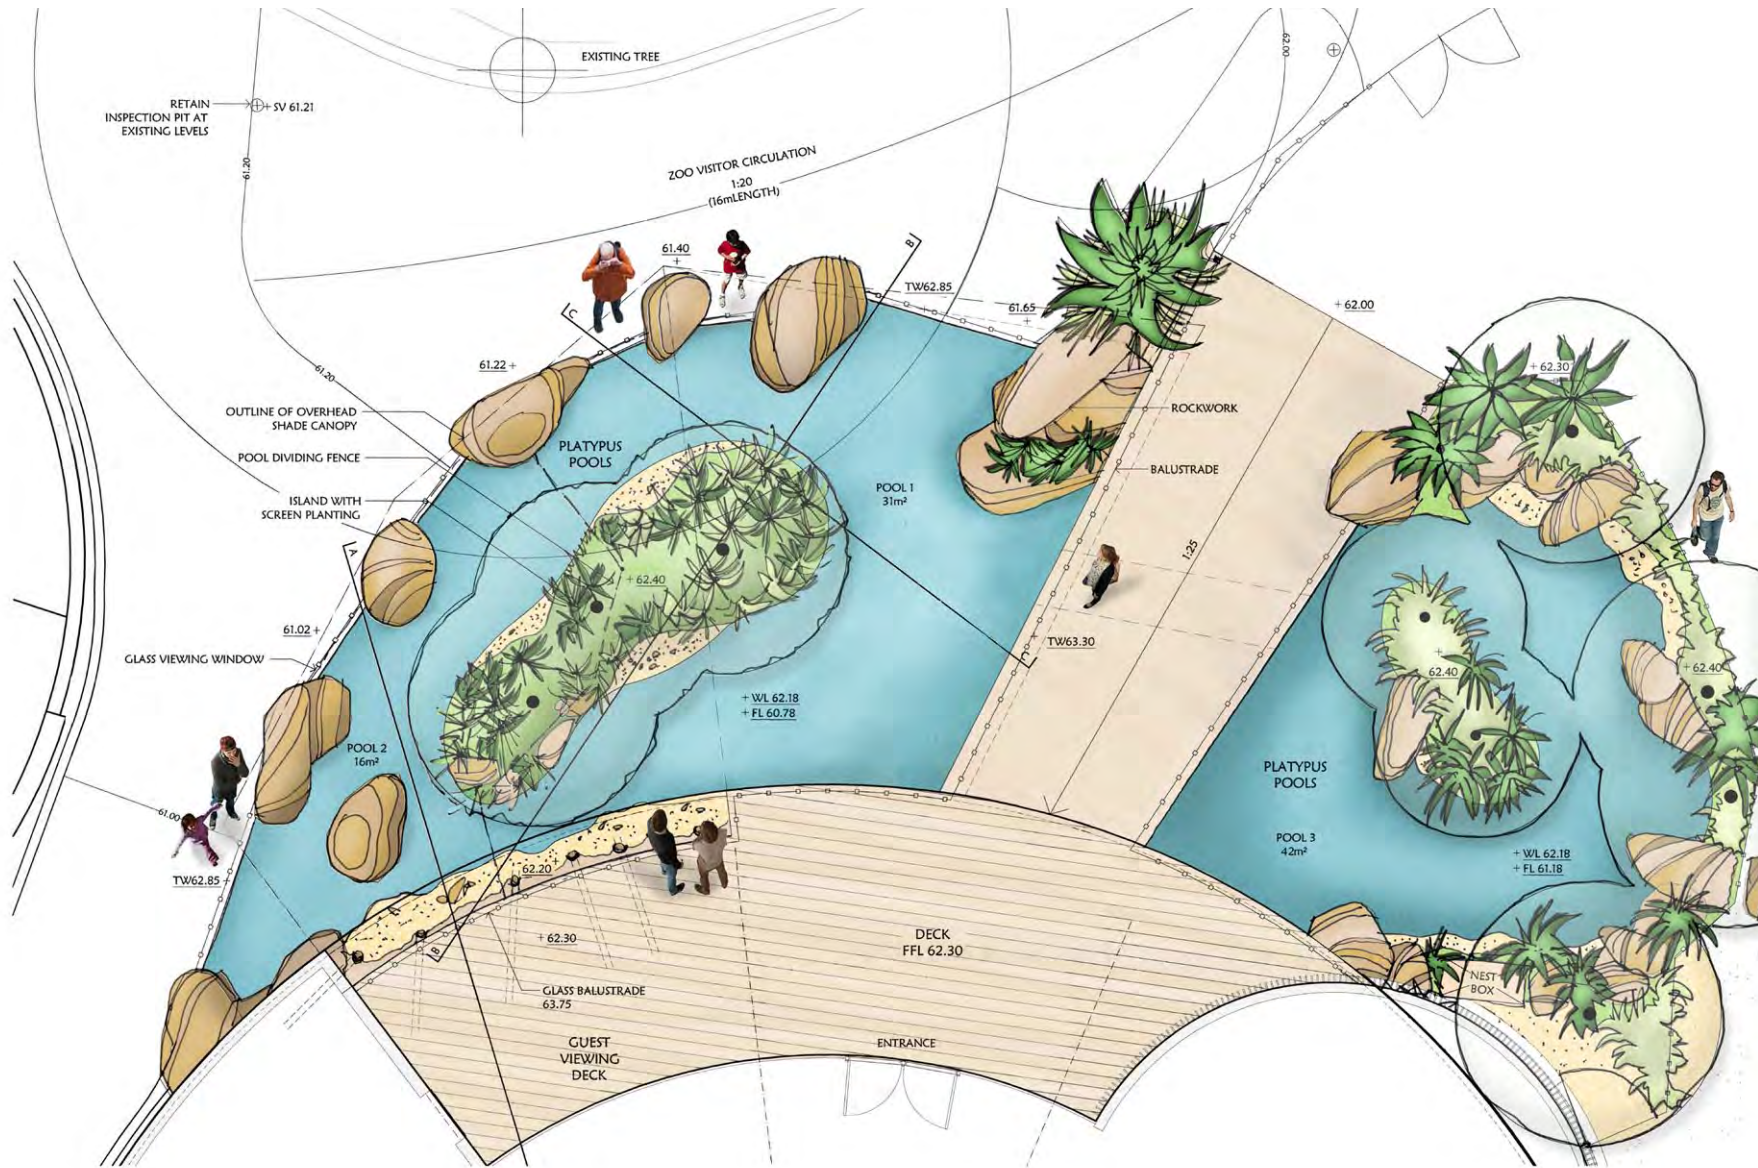 EXISTING TREE
62.00
RETAIN
INSPECTION PIT AT
EXISTING LEVELS
+ SV 61.21
61.20
ZOO VISITOR CIRCULATION
1:20
(16mLENGTH)
61.40
+
B
TW62.85
C
61.65
+
+ 62.00
61.22 +
61.20
+ 62.30
OUTLINE OF OVERHEAD
SHADE CANOPY
ROCKWORK
PLATYPUS
POOLS
POOL DIVIDING FENCE
BALUSTRADE
POOL 1
31m²
ISLAND WITH
SCREEN PLANTING
A
1:25
+ 62.40
61.02 +
TW63.30
C
GLASS VIEWING WINDOW
+
62.40
+ 62.40
+ WL 62.18
+ FL 60.78
POOL 2
16m²
PLATYPUS
POOLS
61.00
POOL 3
42m²
+ WL 62.18
+ FL 61.18
TW62.85 +
62.20 +
B
+ 62.30
DECK
FFL 62.30
NEST
BOX
GLASS BALUSTRADE
63.75
GUEST
VIEWING
DECK
ENTRANCE